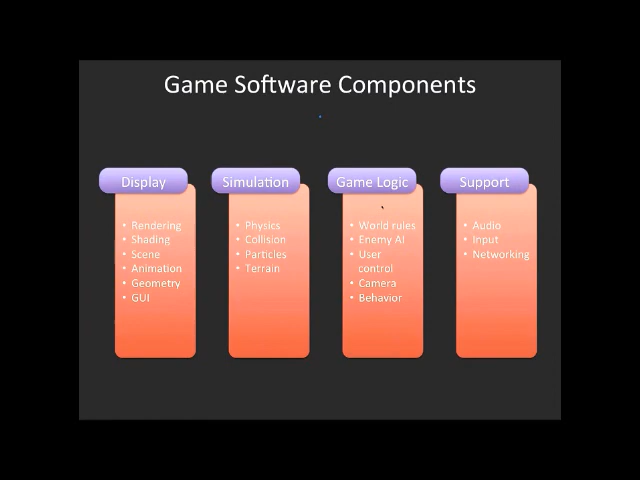 Game Software Components
Display
Rendering
Shading
Scene
Animation
Geometry
GUI
Simulation
Physics
Collision
Particles
Terrain
Game Logic
World rules
Enemy AI
User
control
Camera
Behavior
Support
Audio
Input
Networking